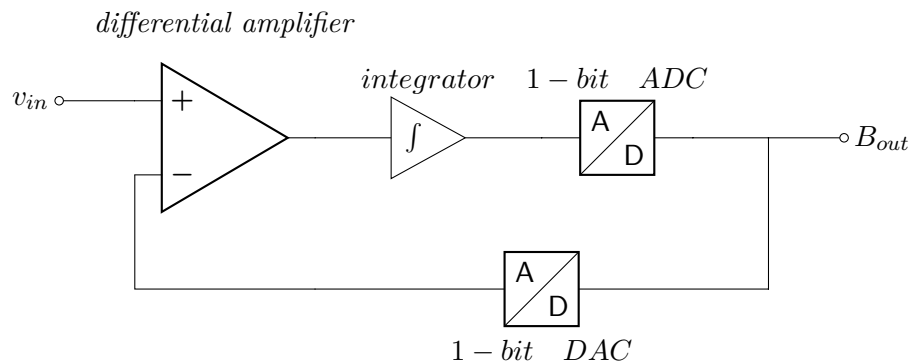 differential amplifier
integrator
1 − bit ADC
v_in
+
∫
A
D
B_out
−
A
D
1 − bit DAC